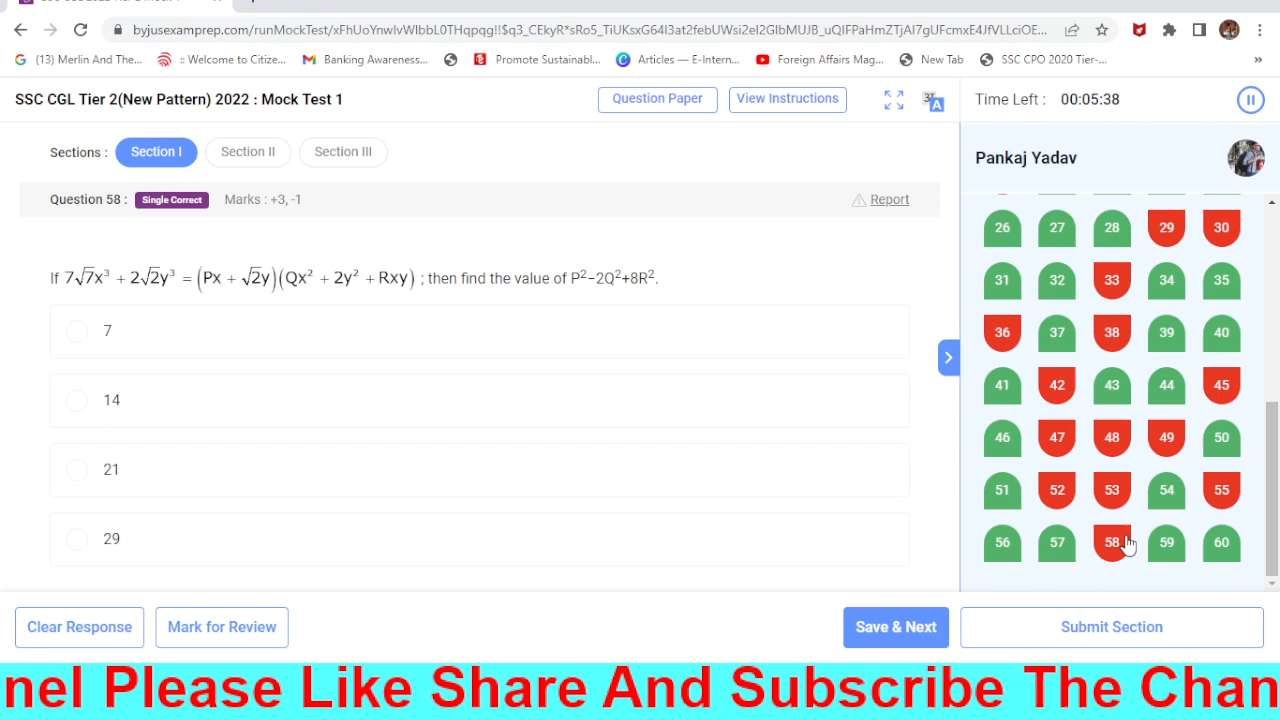 byjusexamprep.com/runMockTest/xFhUoYnwlvWlbbL0THqpqg!!$q3_CEkyR*sRo5_TiUKsxG64l3at2febUWsi2eI2GlbMUJB_uQIFPaHmZTjAI7gUFcmxE4JfVLLciOE...
(13) Merlin And The...
:: Welcome to Citize...
Banking Awareness...
Promote Sustainabl...
Articles — E-Intern...
Foreign Affairs Mag...
New Tab
SSC CPO 2020 Tier-...
»
SSC CGL Tier 2(New Pattern) 2022 : Mock Test 1
Question Paper
View Instructions
Time Left : 00:05:38
Sections : Section I Section II Section III
Pankaj Yadav
Question 58 : Single Correct Marks : +3, -1
Report
If 7√7x³ + 2√2y³ = (Px + √2y)(Qx² + 2y² + Rxy) ; then find the value of P²−2Q²+8R².
7
14
21
29
26 27 28 29 30
31 32 33 34 35
36 37 38 39 40
41 42 43 44 45
46 47 48 49 50
51 52 53 54 55
56 57 58 59 60
Clear Response
Mark for Review
Save & Next
Submit Section
nel Please Like Share And Subscribe The Chan